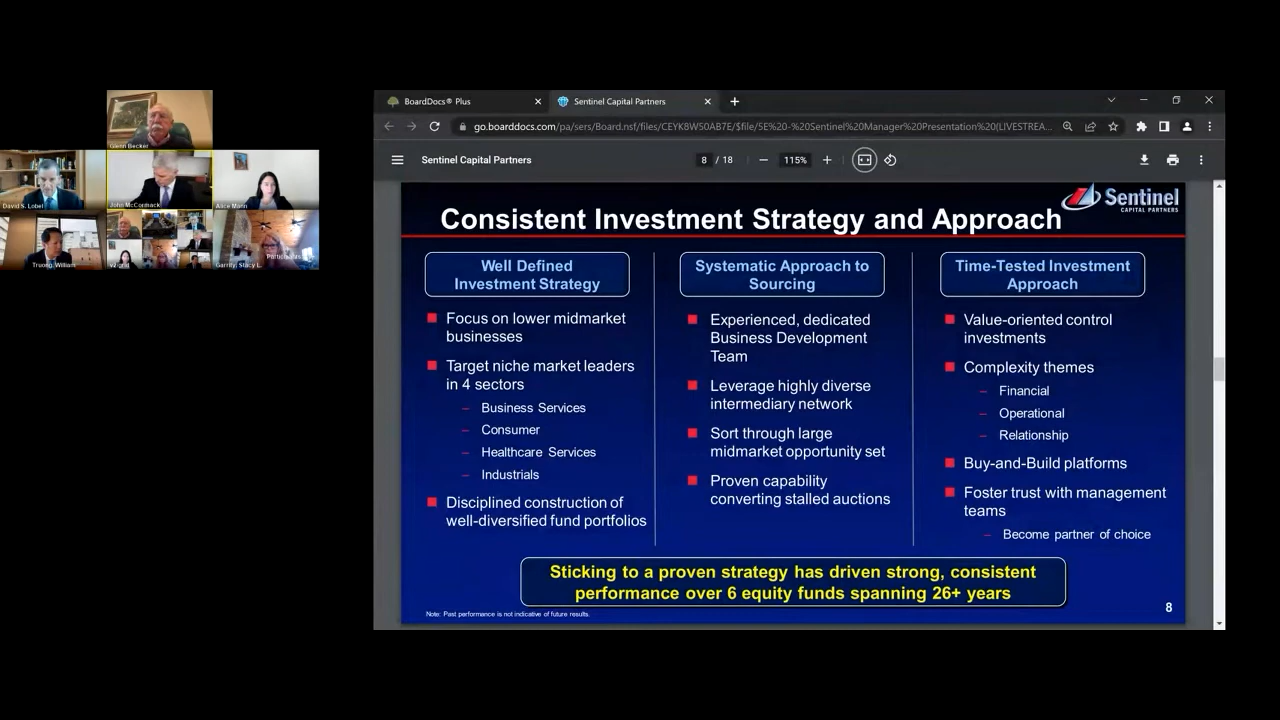 Glenn Becker
David S. Lobel
John McCormack
Alice Mann
Truong William
Garrity, Stacy L.
BoardDocs® Plus
Sentinel Capital Partners
go.boarddocs.com/pa/sers/Board.nsf/files/CEYK8W50AB7E/$file/5E%20-%20Sentinel%20Manager%20Presentation%20(LIVESTREA...
Sentinel Capital Partners
8 / 18
115%
Sentinel
CAPITAL PARTNERS
Consistent Investment Strategy and Approach
Well Defined
Investment Strategy
Focus on lower midmarket
businesses
Target niche market leaders
in 4 sectors
– Business Services
– Consumer
– Healthcare Services
– Industrials
Disciplined construction of
well-diversified fund portfolios
Systematic Approach to
Sourcing
Experienced, dedicated
Business Development
Team
Leverage highly diverse
intermediary network
Sort through large
midmarket opportunity set
Proven capability
converting stalled auctions
Time-Tested Investment
Approach
Value-oriented control
investments
Complexity themes
– Financial
– Operational
– Relationship
Buy-and-Build platforms
Foster trust with management
teams
– Become partner of choice
Sticking to a proven strategy has driven strong, consistent
performance over 6 equity funds spanning 26+ years
Note: Past performance is not indicative of future results.
8